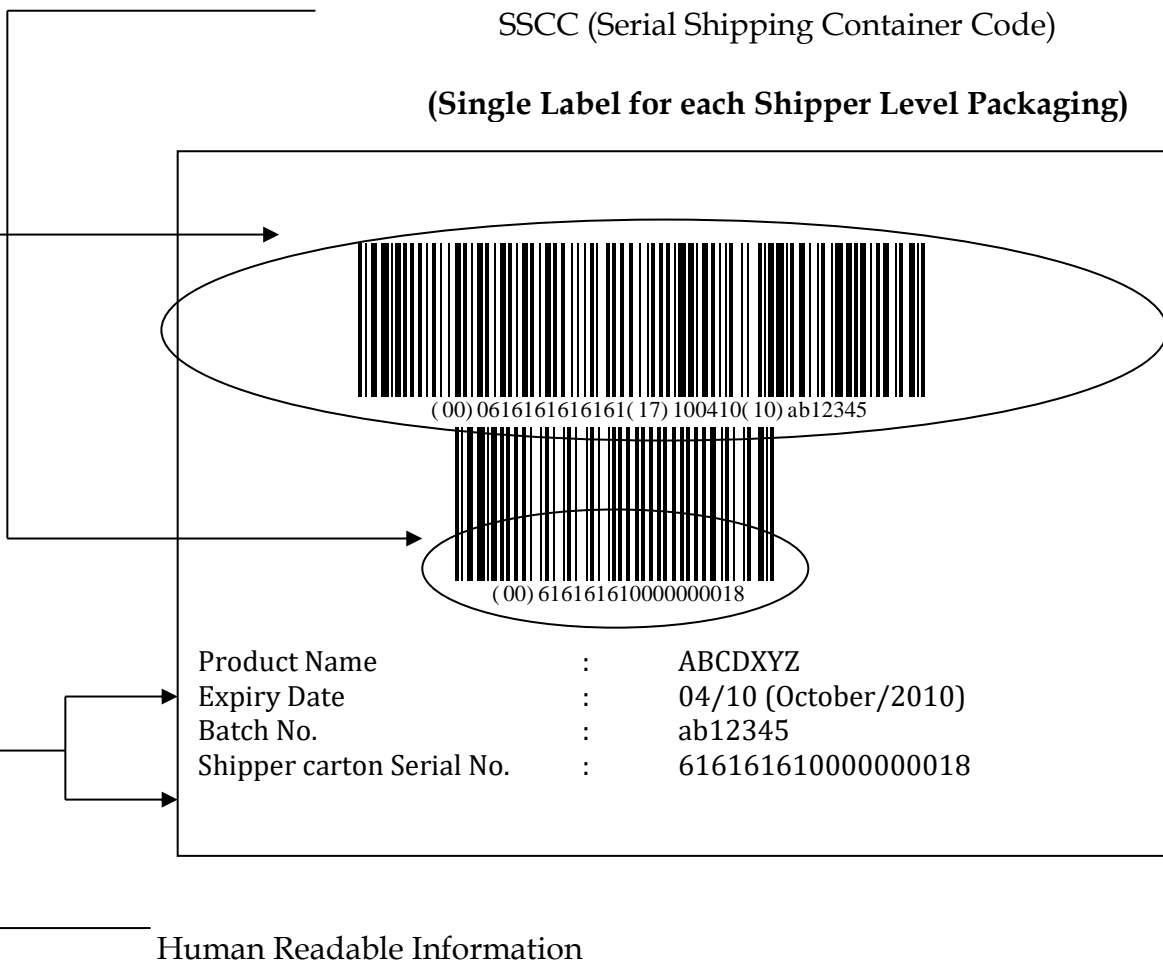 SSCC (Serial Shipping Container Code)
(Single Label for each Shipper Level Packaging)
(00)0616161616161(17)100410(10)ab12345
(00)616161610000000018
Product Name : ABCDXYZ
Expiry Date : 04/10 (October/2010)
Batch No. : ab12345
Shipper carton Serial No. : 616161610000000018
Human Readable Information